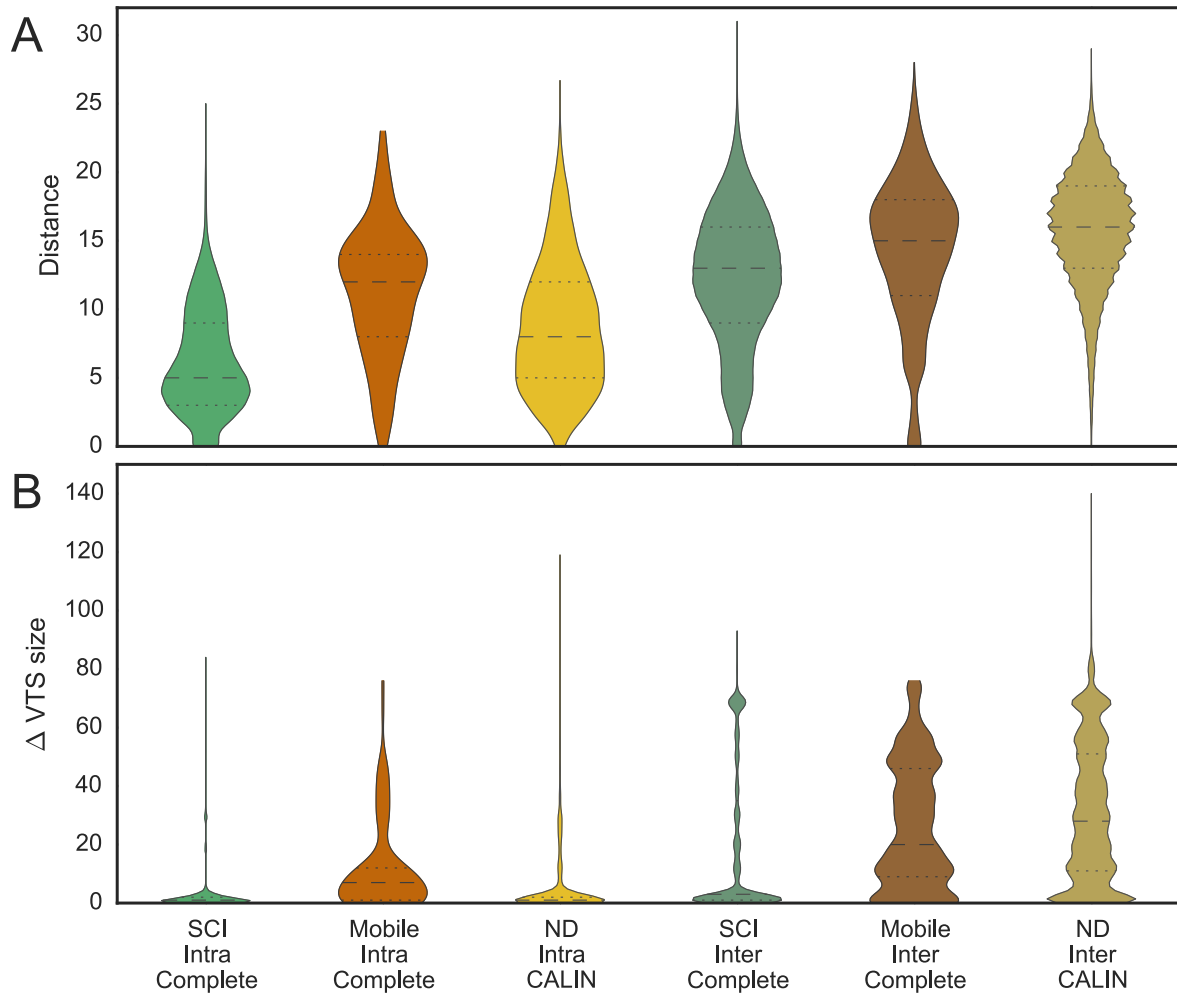 A
30
25
20
15
10
5
0
Distance
B
140
120
100
80
60
40
20
0
Δ VTS size
SCI Mobile ND SCI Mobile ND
Intra Intra Intra Inter Inter Inter
Complete Complete CALIN Complete Complete CALIN